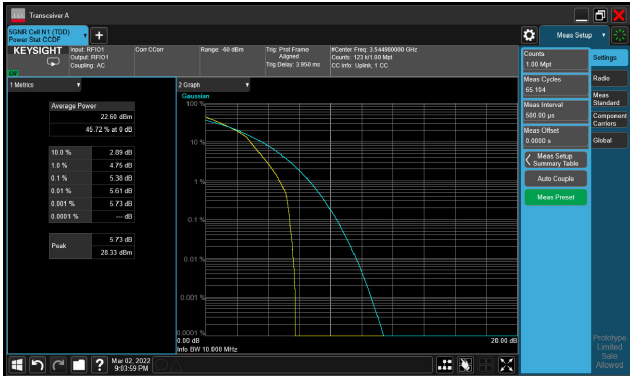 Transceiver A
5GNR Cell N1 (TDD)
Power Stat CCDF
Meas Setup
KEYSIGHT
Input: RFIO1
Output: RFIO1
Coupling: AC
Corr CCorr
Range: -60 dBm
Trig: Prot Frame
Aligned
Trig Delay: 3.950 ms
#Center Freq: 3.544980000 GHz
Counts: 123 k/1.00 Mpt
CC Info: Uplink, 1 CC
1 Metrics
Average Power
22.60 dBm
45.72 % at 0 dB
10.0 % 2.89 dB
1.0 % 4.75 dB
0.1 % 5.38 dB
0.01 % 5.61 dB
0.001 % 5.73 dB
0.0001 % --- dB
Peak
5.73 dB
28.33 dBm
2 Graph
Gaussian
100 %
10 %
1 %
0.1 %
0.01 %
0.001 %
0.0001 %
0.00 dB
20.00 dB
Info BW 10.000 MHz
Counts
1.00 Mpt
Meas Cycles
65.104
Meas Interval
500.00 µs
Meas Offset
0.0000 s
Meas Setup
Summary Table
Auto Couple
Meas Preset
Settings
Radio
Meas
Standard
Component
Carriers
Global
Prototype
Limited
Sale
Allowed
Mar 02, 2022
9:03:59 PM